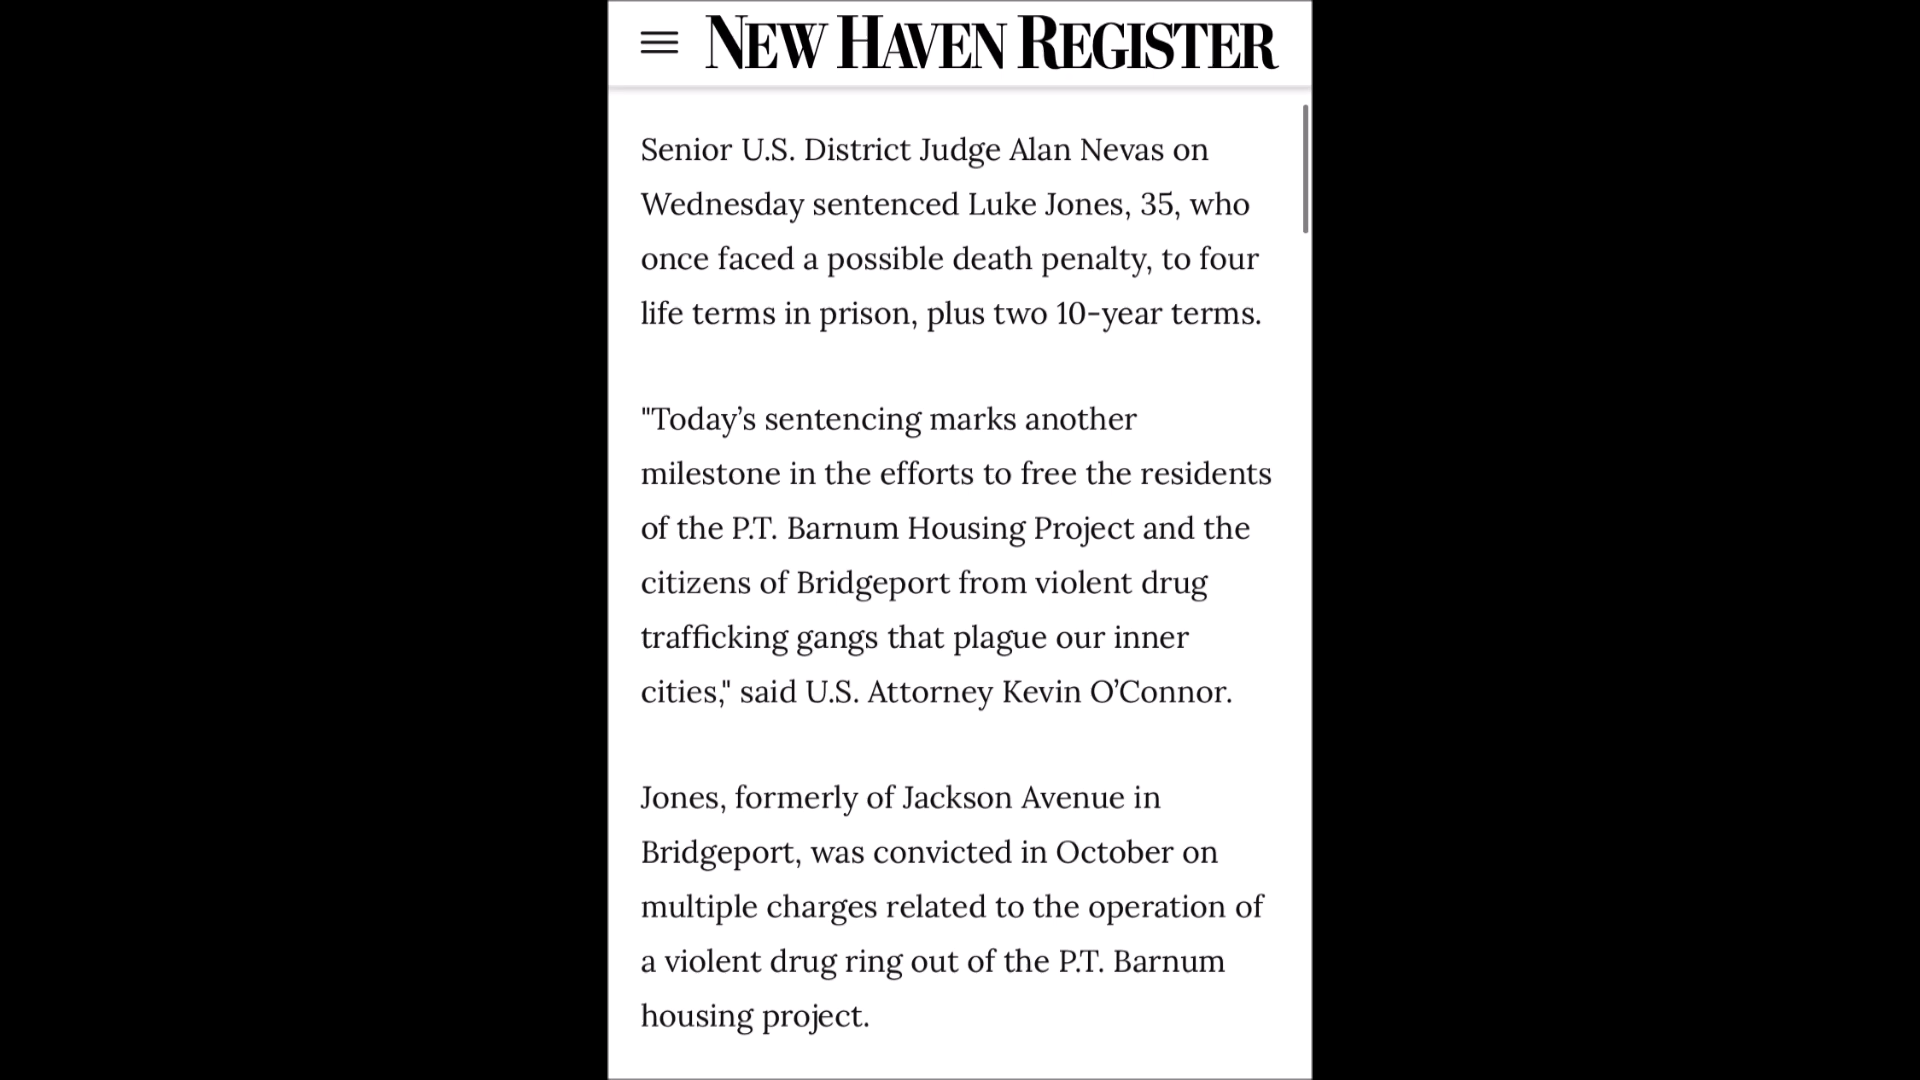 NEW HAVEN REGISTER
Senior U.S. District Judge Alan Nevas on
Wednesday sentenced Luke Jones, 35, who
once faced a possible death penalty, to four
life terms in prison, plus two 10-year terms.
"Today’s sentencing marks another
milestone in the efforts to free the residents
of the P.T. Barnum Housing Project and the
citizens of Bridgeport from violent drug
trafficking gangs that plague our inner
cities," said U.S. Attorney Kevin O’Connor.
Jones, formerly of Jackson Avenue in
Bridgeport, was convicted in October on
multiple charges related to the operation of
a violent drug ring out of the P.T. Barnum
housing project.